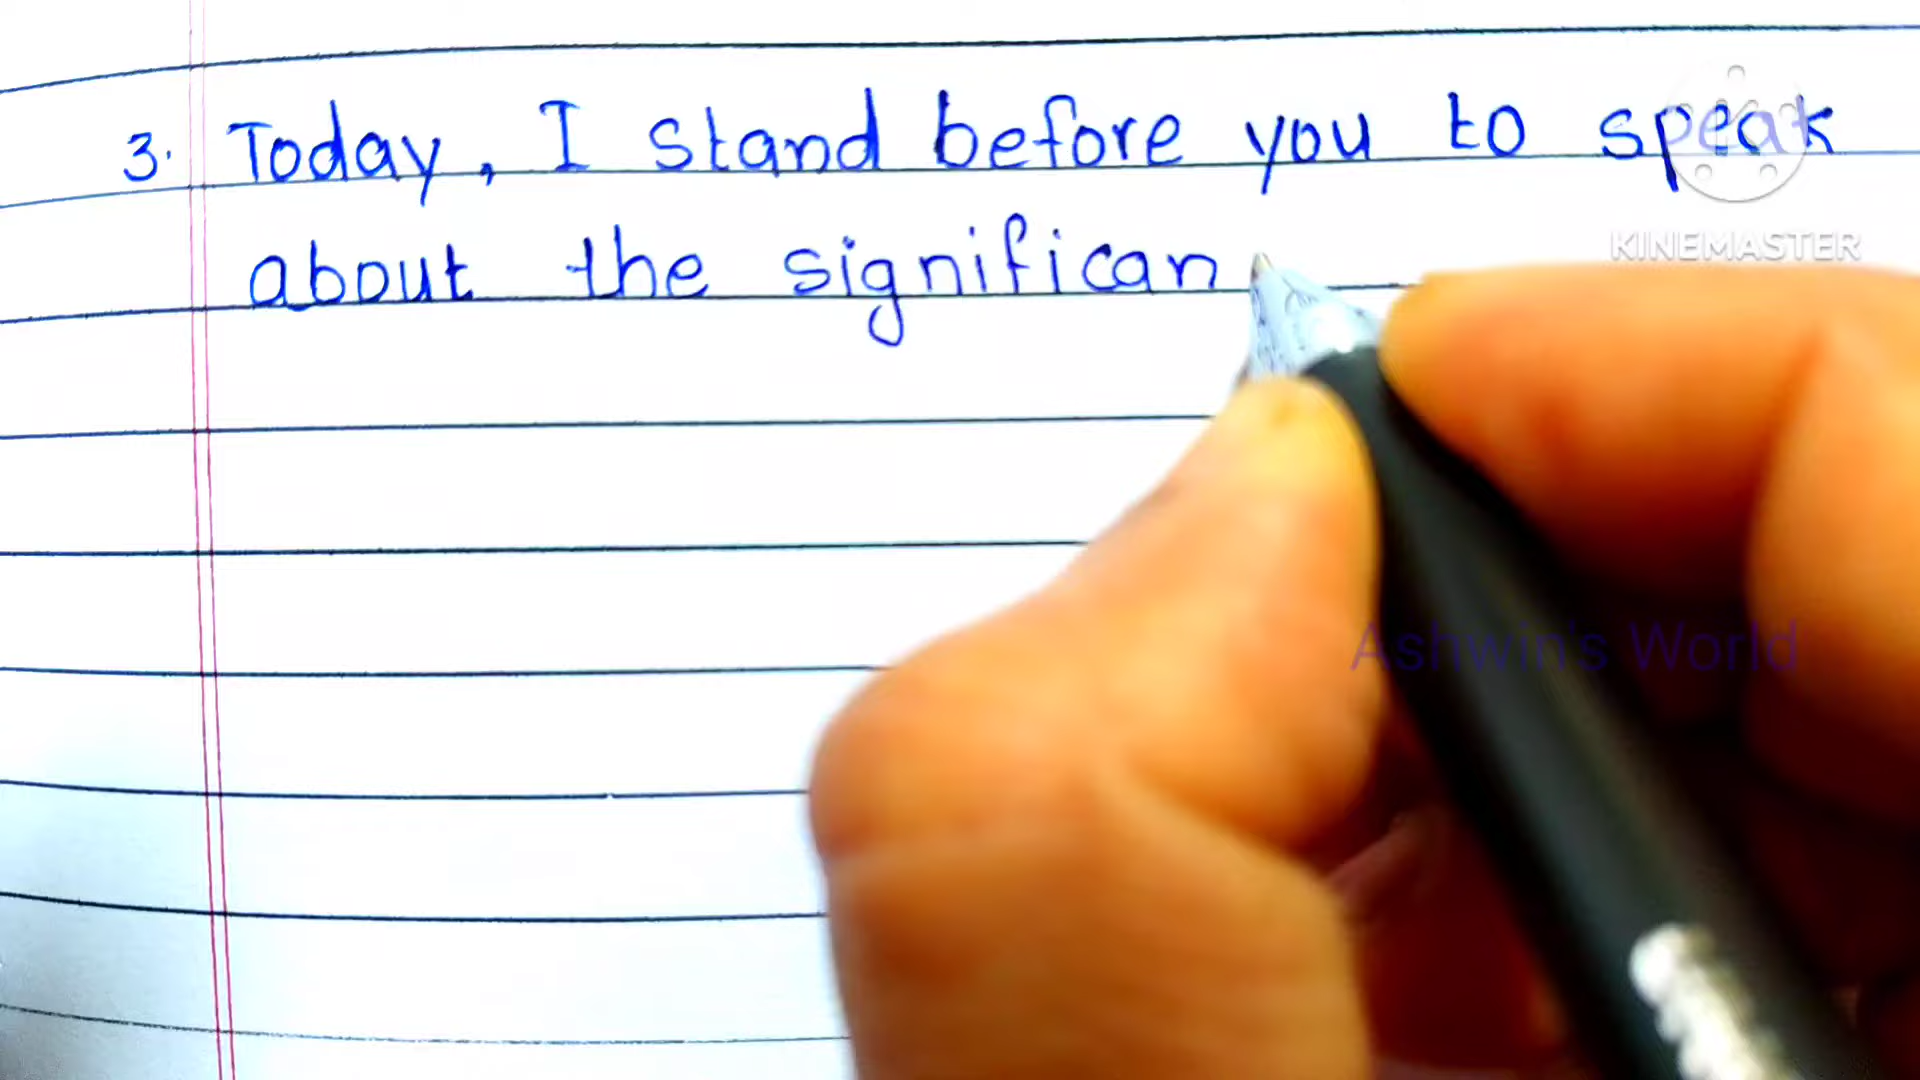 3. Today, I stand before you to speak
about the significan
KINEMASTER
Ashwin's World